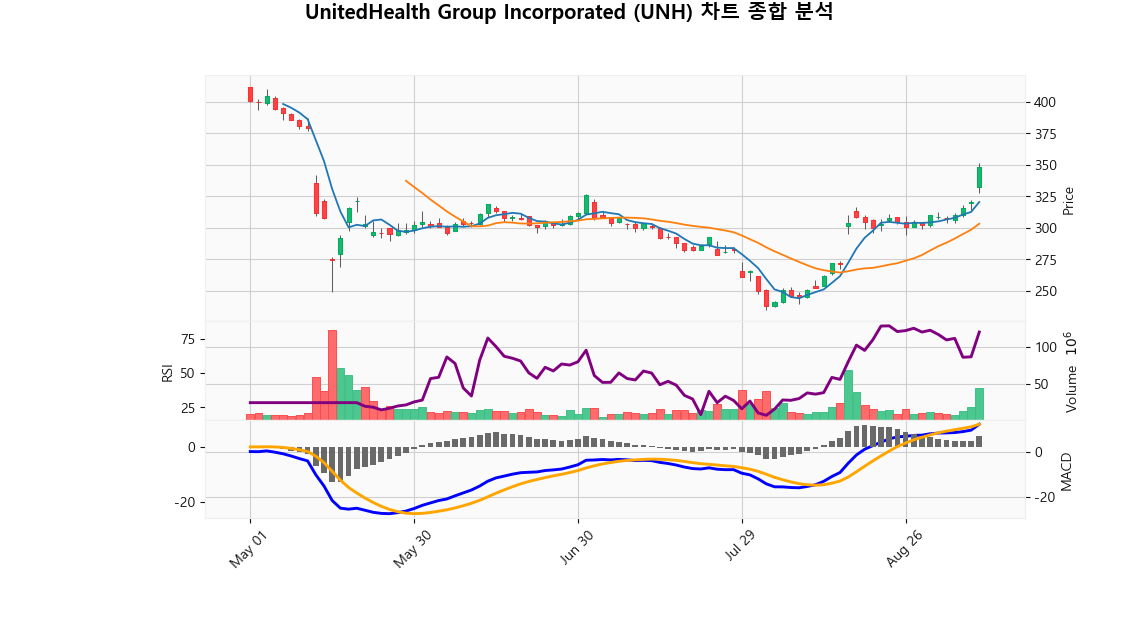 UnitedHealth Group Incorporated (UNH) 차트 종합 분석
400
375
350
325
300
275
250
Price
75
50
25
RSI
100
50
Volume 10⁶
0
-20
0
-20
MACD
May 01
May 30
Jun 30
Jul 29
Aug 26